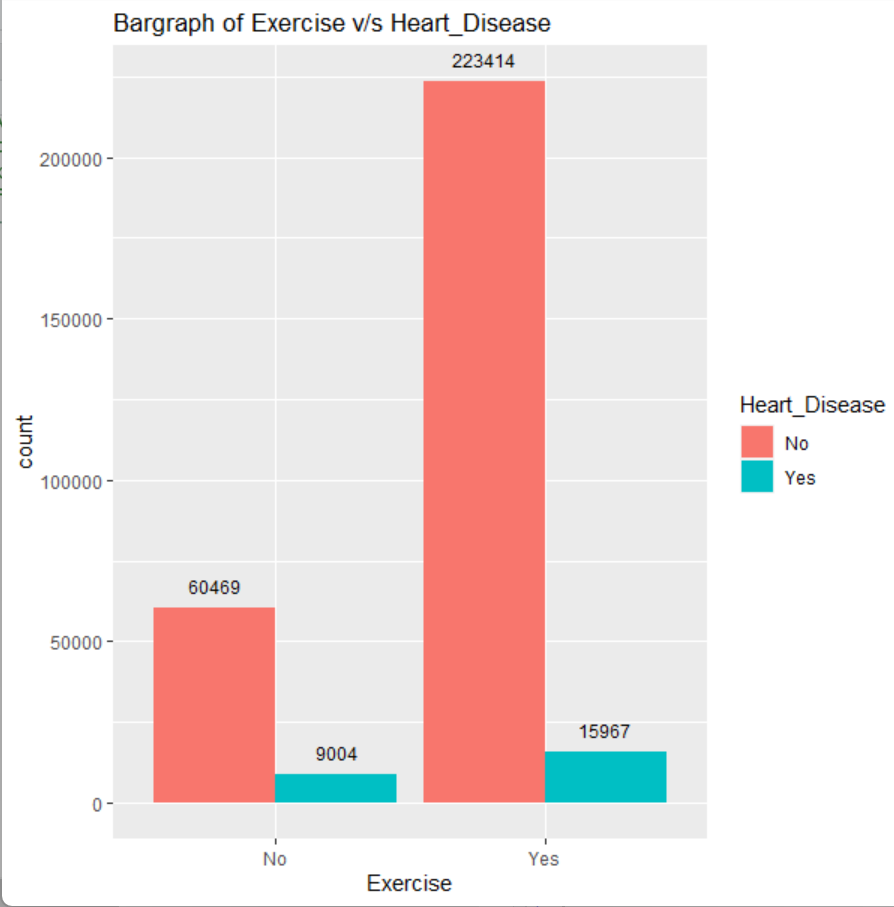 Bargraph of Exercise v/s Heart_Disease
223414
200000
150000
Heart_Disease
No
count
100000
Yes
60469
50000
15967
9004
0
No
Yes
Exercise